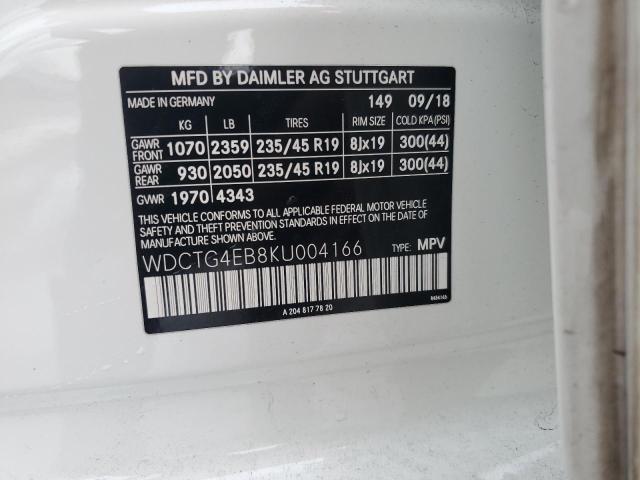 MFD BY DAIMLER AG STUTTGART
MADE IN GERMANY 149 09/18
KG LB TIRES RIM SIZE COLD KPA(PSI)
GAWR FRONT 1070 2359 235/45 R19 8Jx19 300(44)
GAWR REAR 930 2050 235/45 R19 8Jx19 300(44)
GVWR 1970 4343
THIS VEHICLE CONFORMS TO ALL APPLICABLE FEDERAL MOTOR VEHICLE
SAFETY AND THEFT PREVENTION STANDARDS IN EFFECT ON THE DATE OF
MANUFACTURE SHOWN ABOVE.
WDCTG4EB8KU004166 TYPE: MPV
A 204 817 78 20